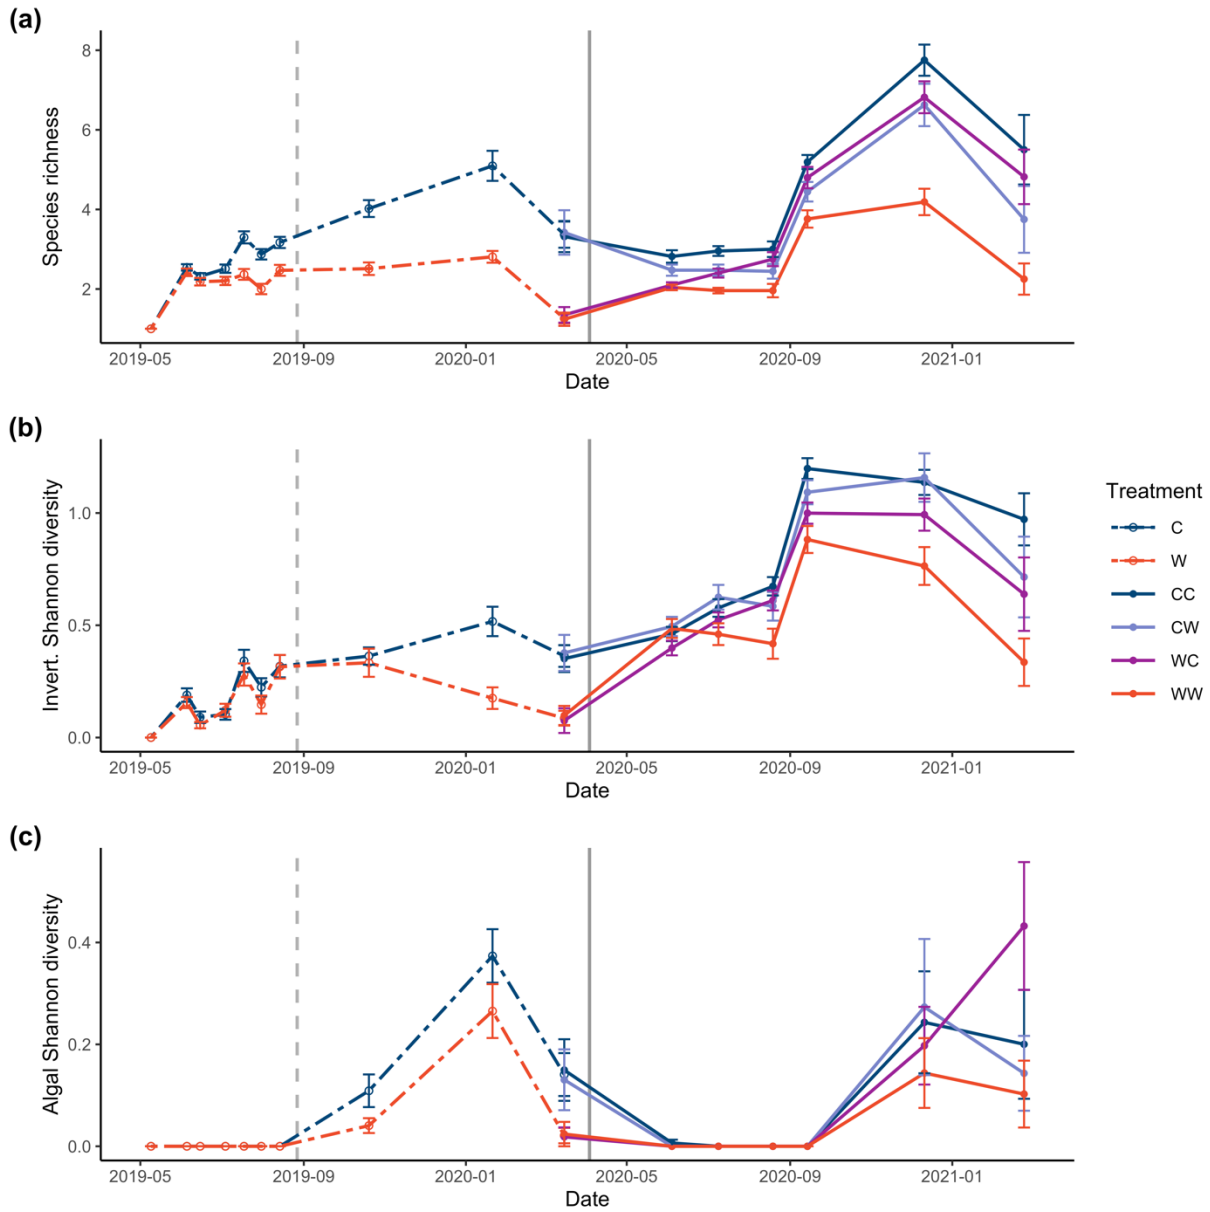 (a)
Species richness
8
6
4
2
2019-05 2019-09 2020-01 2020-05 2020-09 2021-01
Date
(b)
Invert. Shannon diversity
1.0
0.5
0.0
2019-05 2019-09 2020-01 2020-05 2020-09 2021-01
Date
Treatment
C
W
CC
CW
WC
WW
(c)
Algal Shannon diversity
0.4
0.2
0.0
2019-05 2019-09 2020-01 2020-05 2020-09 2021-01
Date